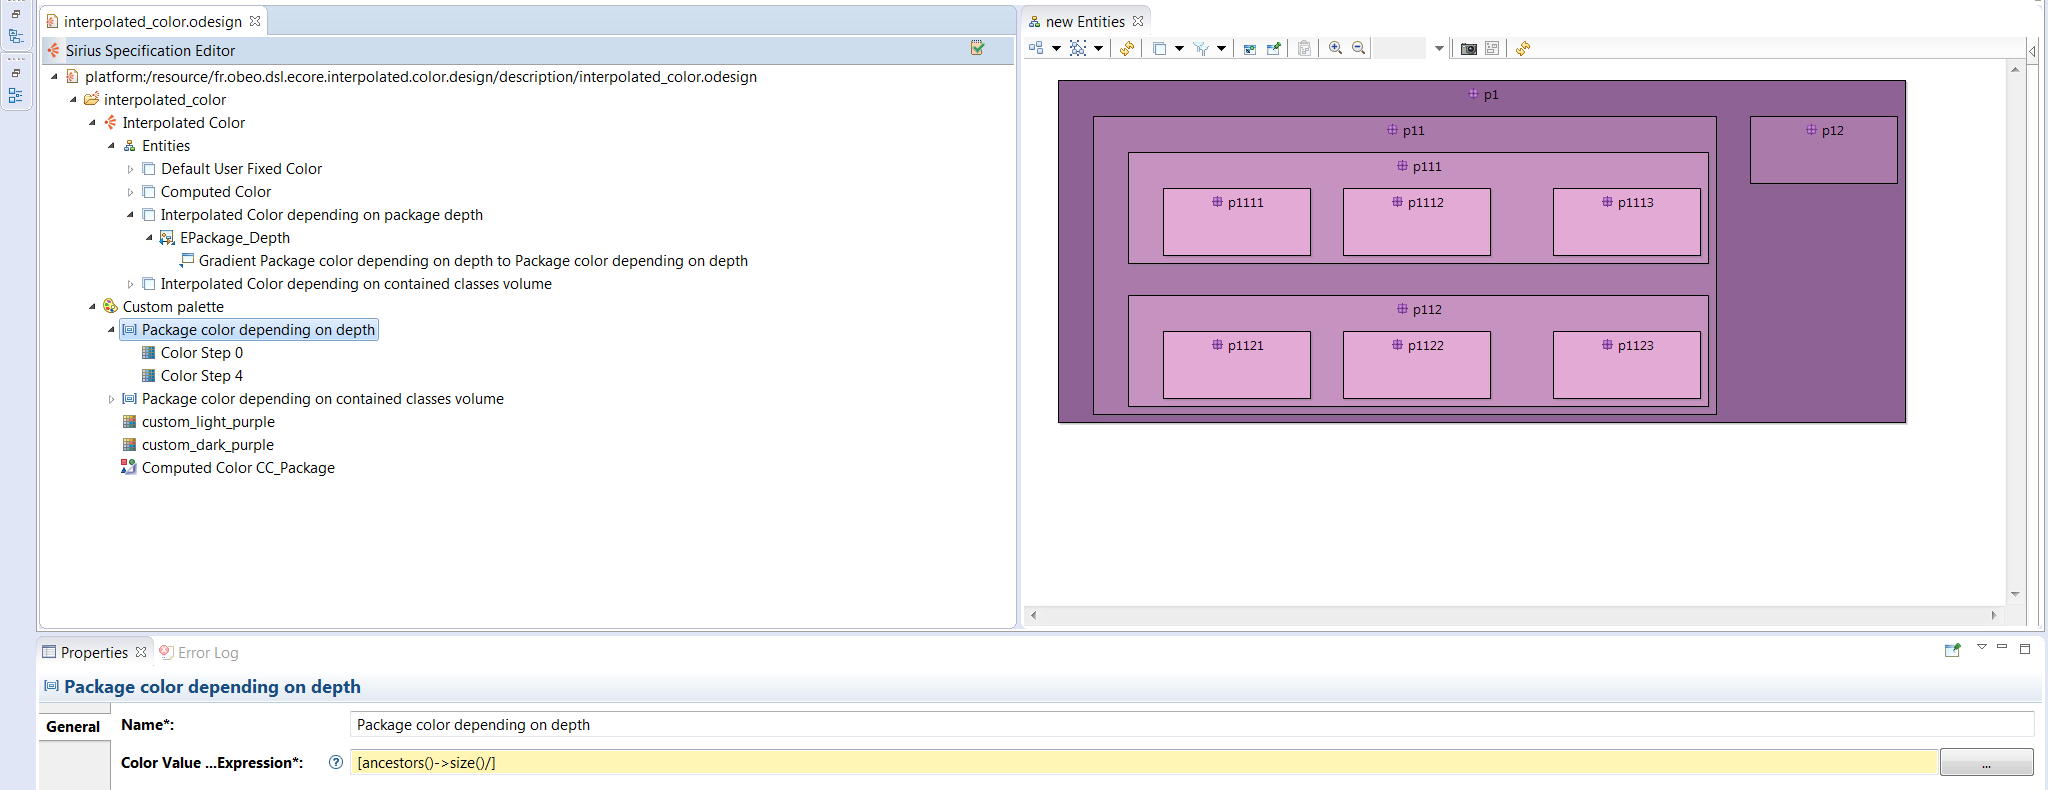 interpolated_color.odesign
Sirius Specification Editor
platform:/resource/fr.obeo.dsl.ecore.interpolated.color.design/description/interpolated_color.odesign
interpolated_color
Interpolated Color
Entities
Default User Fixed Color
Computed Color
Interpolated Color depending on package depth
EPackage_Depth
Gradient Package color depending on depth to Package color depending on depth
Interpolated Color depending on contained classes volume
Custom palette
Package color depending on depth
Color Step 0
Color Step 4
Package color depending on contained classes volume
custom_light_purple
custom_dark_purple
Computed Color CC_Package
new Entities
p1
p11
p12
p111
p1111
p1112
p1113
p112
p1121
p1122
p1123
Properties
Error Log
Package color depending on depth
General
Name*:
Package color depending on depth
Color Value ...Expression*:
[ancestors()->size()/]
...